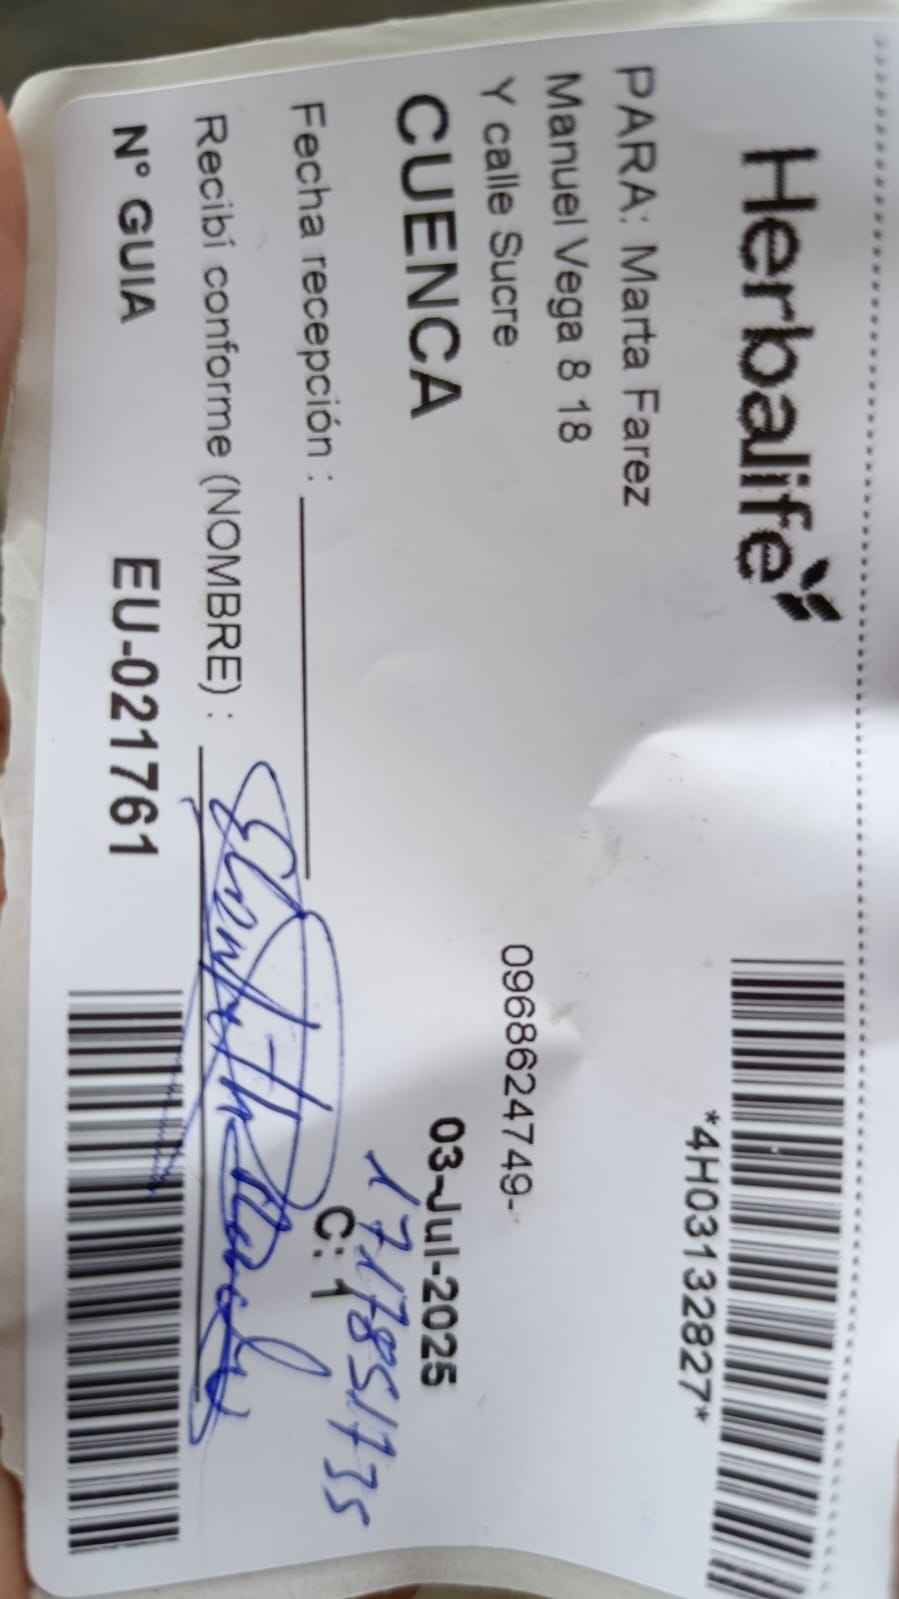 Herbalife
*4H03132827*
PARA: Marta Farez
Manuel Vega 8 18
Y calle Sucre
0968624749-
CUENCA
03-Jul-2025
Fecha recepción :
C: 1
Recibí conforme (NOMBRE) :
N° GUIA
EU-021761